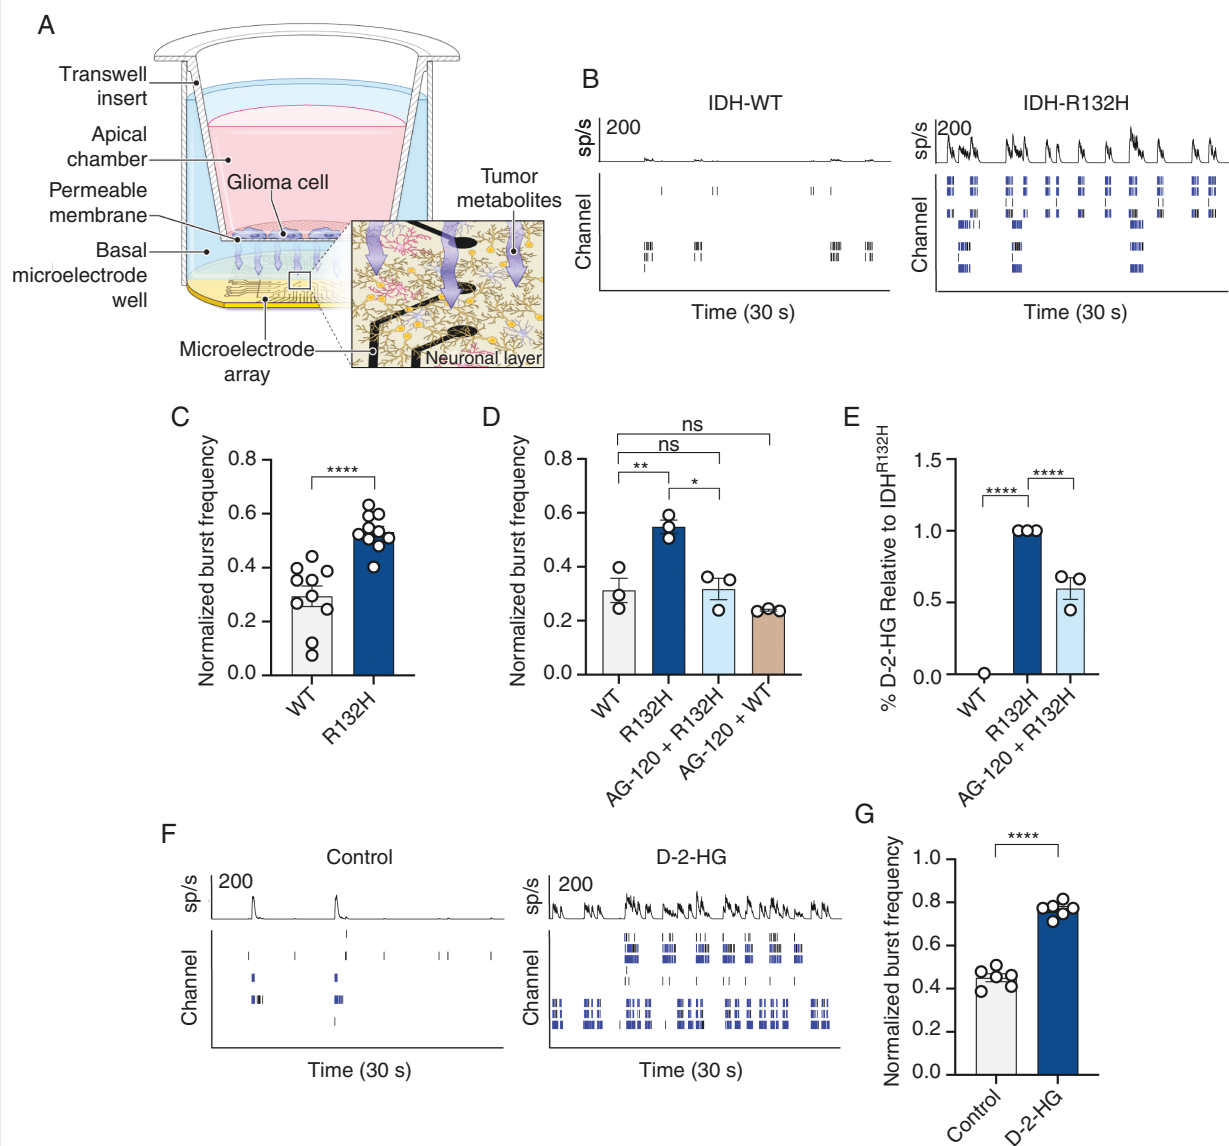 A
Transwell
insert
Apical
chamber
Permeable
membrane
Basal
microelectrode
well
Glioma cell
Tumor
metabolites
Microelectrode
array
Neuronal layer
B
IDH-WT
sp/s
200
Channel
Time (30 s)
IDH-R132H
sp/s
200
Channel
Time (30 s)
C
Normalized burst frequency
0.8
0.6
0.4
0.2
0.0
****
WT
R132H
D
Normalized burst frequency
0.8
0.6
0.4
0.2
0.0
ns
ns
**
*
WT
R132H
AG-120 + R132H
AG-120 + WT
E
% D-2-HG Relative to IDH^R132H
1.5
1.0
0.5
0.0
****
****
WT
R132H
AG-120 + R132H
F
Control
sp/s
200
Channel
Time (30 s)
D-2-HG
sp/s
200
Channel
Time (30 s)
G
Normalized burst frequency
1.0
0.8
0.6
0.4
0.2
0.0
****
Control
D-2-HG